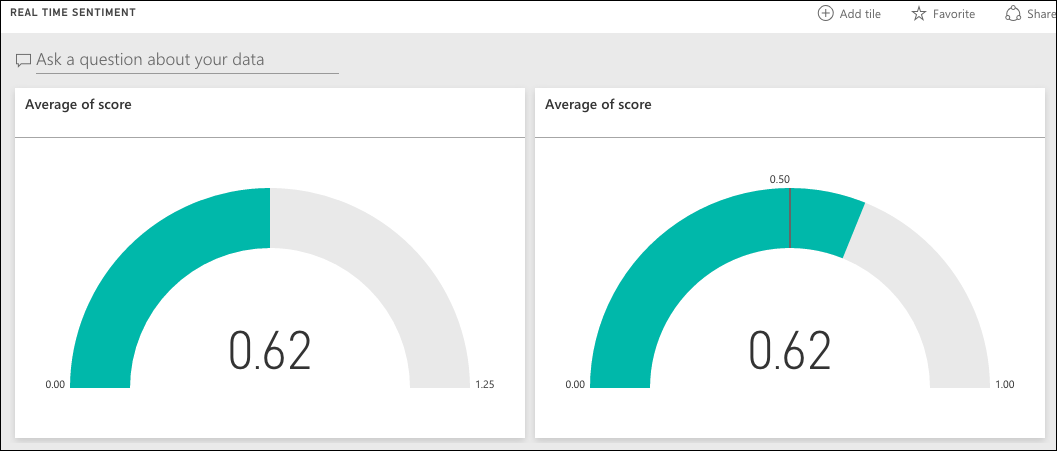 REAL TIME SENTIMENT
Add tile
Favorite
Share
Ask a question about your data
Average of score
0.62
0.00
1.25
Average of score
0.50
0.62
0.00
1.00